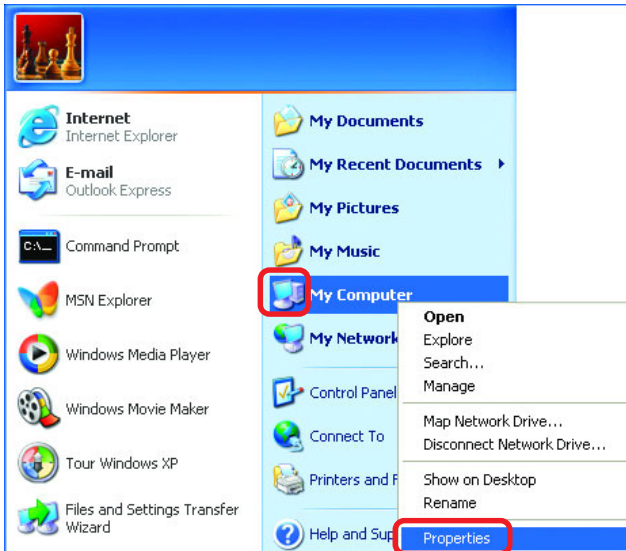 Internet
Internet Explorer
E-mail
Outlook Express
C:\_
Command Prompt
MSN Explorer
Windows Media Player
Windows Movie Maker
Tour Windows XP
Files and Settings Transfer
Wizard
My Documents
My Recent Documents
My Pictures
My Music
My Computer
My Network
Control Panel
Connect To
Printers and F
Help and Sup
Open
Explore
Search...
Manage
Map Network Drive...
Disconnect Network Drive...
Show on Desktop
Rename
Properties